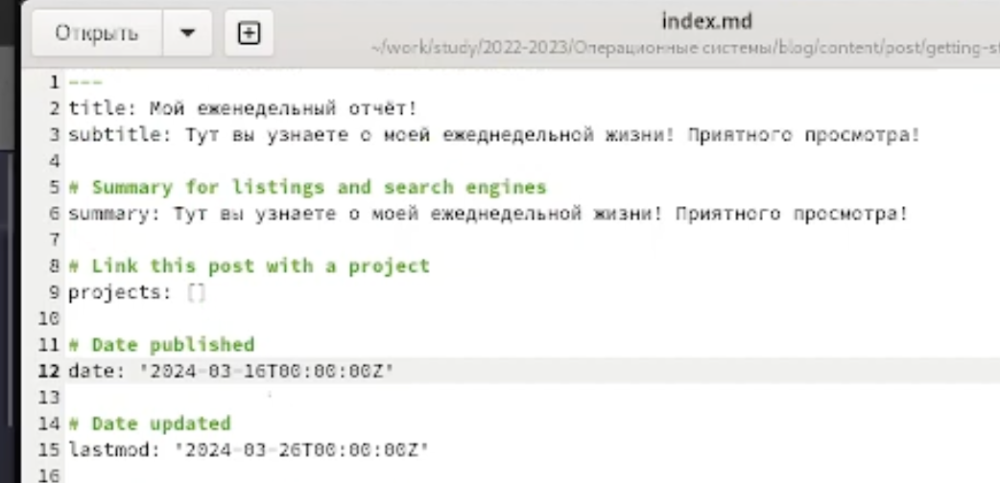 Открыть
index.md
~/work/study/2022-2023/Операционные системы/blog/content/post/getting-st
1 ---
2 title: Мой еженедельный отчёт!
3 subtitle: Тут вы узнаете о моей ежеднедельной жизни! Приятного просмотра!
4
5 # Summary for listings and search engines
6 summary: Тут вы узнаете о моей ежеднедельной жизни! Приятного просмотра!
7
8 # Link this post with a project
9 projects: []
10
11 # Date published
12 date: '2024-03-16T00:00:00Z'
13
14 # Date updated
15 lastmod: '2024-03-26T00:00:00Z'
16